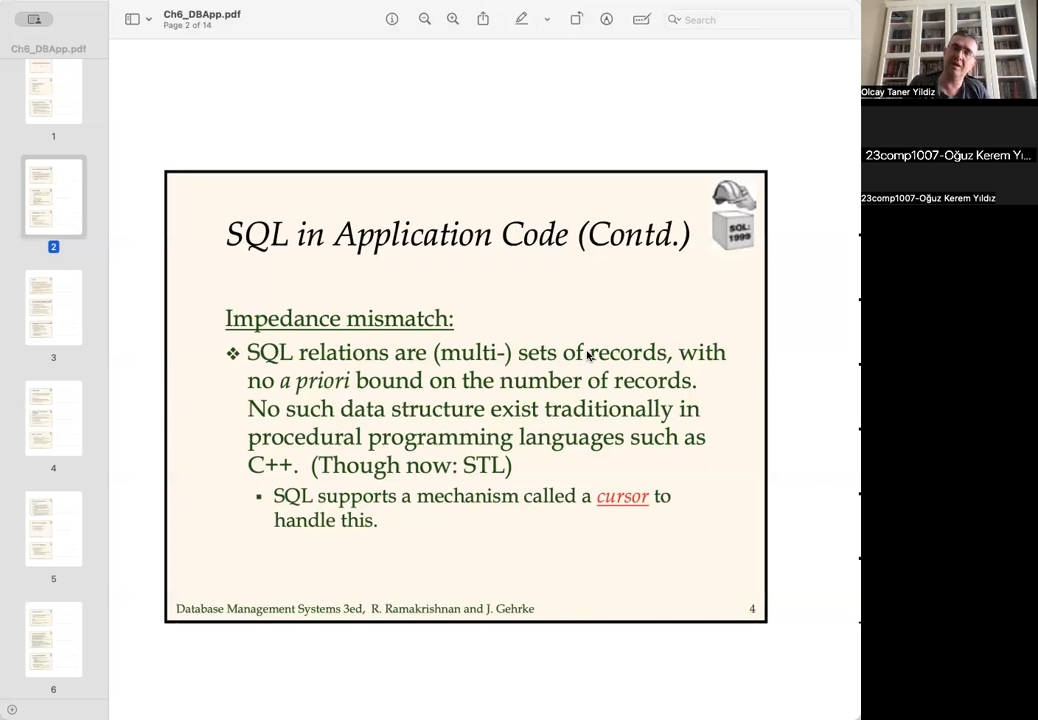 Ch6_DBApp.pdf
Page 2 of 14
Search
Ch6_DBApp.pdf
1
2
3
4
5
6
SQL in Application Code (Contd.)
SQL:
1999
Impedance mismatch:
❖ SQL relations are (multi-) sets of records, with
no a priori bound on the number of records.
No such data structure exist traditionally in
procedural programming languages such as
C++. (Though now: STL)
▪ SQL supports a mechanism called a cursor to
handle this.
Database Management Systems 3ed, R. Ramakrishnan and J. Gehrke
4
Olcay Taner Yildiz
23comp1007-Oğuz Kerem Yı...
23comp1007-Oğuz Kerem Yıldız